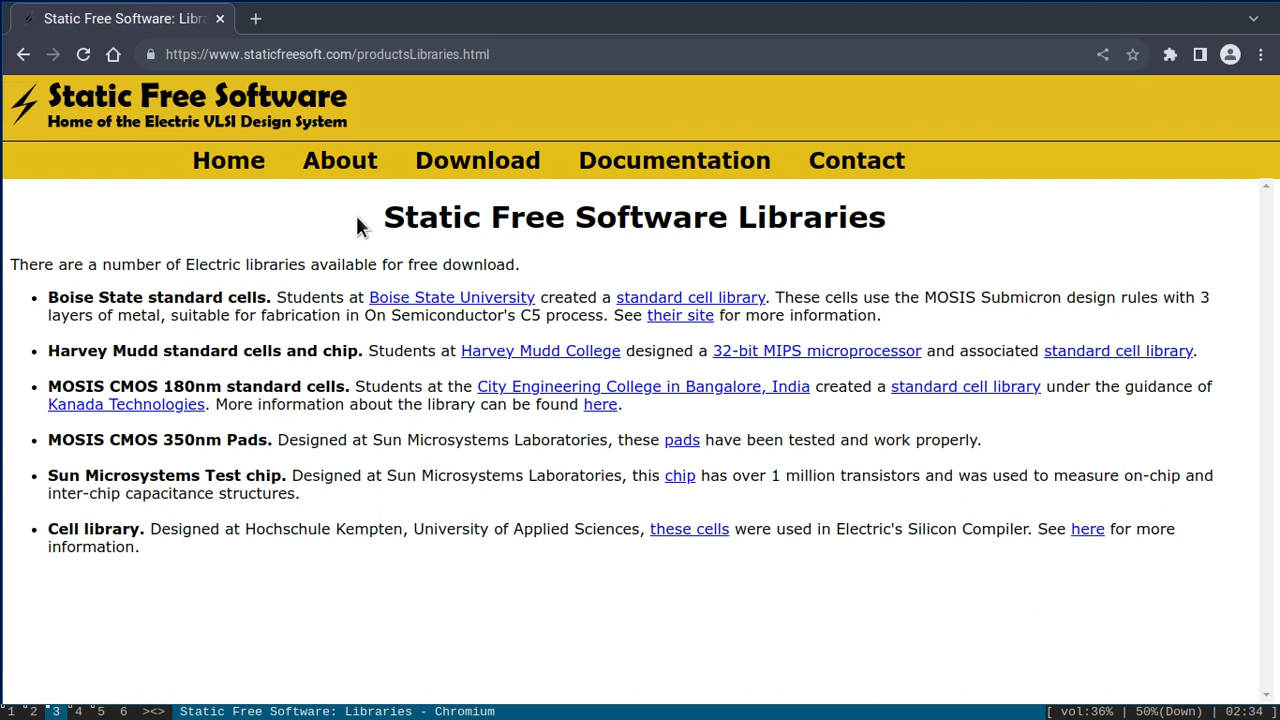 Static Free Software: Libra
https://www.staticfreesoft.com/productsLibraries.html
Static Free Software
Home of the Electric VLSI Design System
Home About Download Documentation Contact
Static Free Software Libraries
There are a number of Electric libraries available for free download.
• Boise State standard cells. Students at Boise State University created a standard cell library. These cells use the MOSIS Submicron design rules with 3
layers of metal, suitable for fabrication in On Semiconductor's C5 process. See their site for more information.
• Harvey Mudd standard cells and chip. Students at Harvey Mudd College designed a 32-bit MIPS microprocessor and associated standard cell library.
• MOSIS CMOS 180nm standard cells. Students at the City Engineering College in Bangalore, India created a standard cell library under the guidance of
Kanada Technologies. More information about the library can be found here.
• MOSIS CMOS 350nm Pads. Designed at Sun Microsystems Laboratories, these pads have been tested and work properly.
• Sun Microsystems Test chip. Designed at Sun Microsystems Laboratories, this chip has over 1 million transistors and was used to measure on-chip and
inter-chip capacitance structures.
• Cell library. Designed at Hochschule Kempten, University of Applied Sciences, these cells were used in Electric's Silicon Compiler. See here for more
information.
1 2 3 4 5 6 ><> Static Free Software: Libraries - Chromium [ vol:36% | 50%(Down) | 02:34 ]